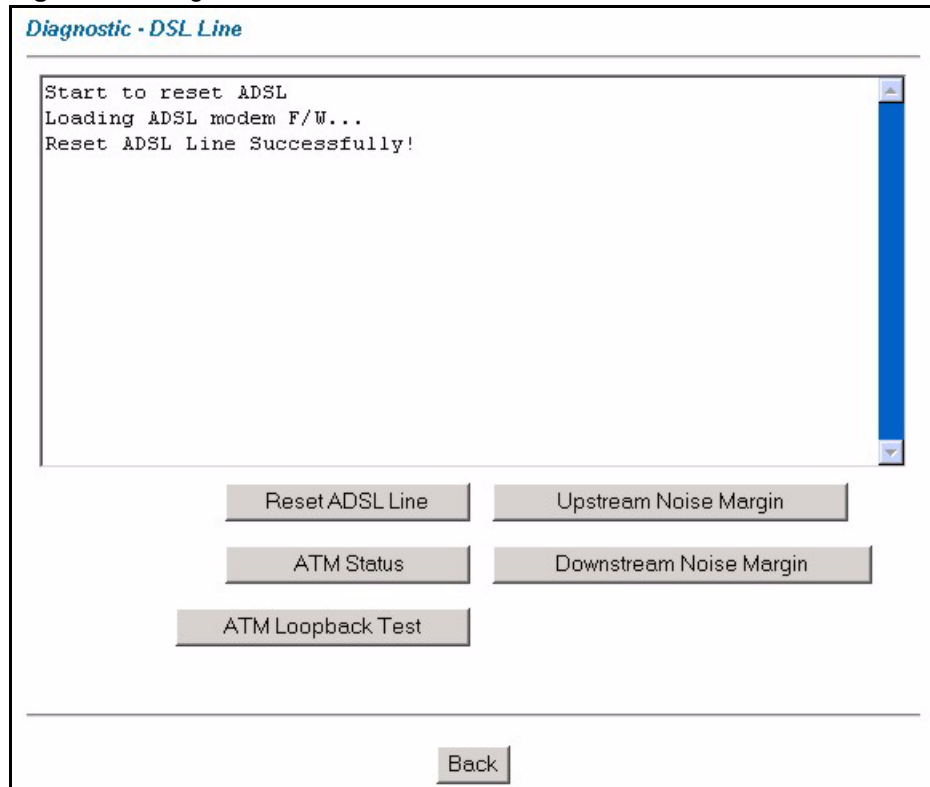 Diagnostic - DSL Line
Start to reset ADSL
Loading ADSL modem F/W...
Reset ADSL Line Successfully!
Reset ADSL Line
Upstream Noise Margin
ATM Status
Downstream Noise Margin
ATM Loopback Test
Back